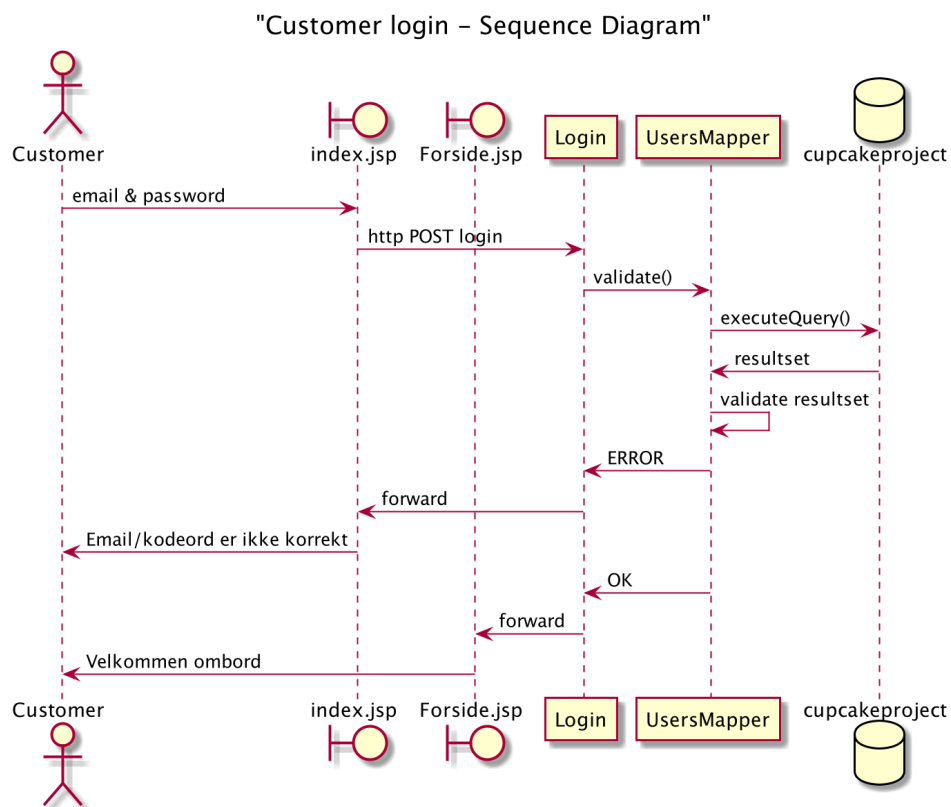 "Customer login – Sequence Diagram"
Customer
index.jsp
Forside.jsp
Login
UsersMapper
cupcakeproject
email & password
http POST login
validate()
executeQuery()
resultset
validate resultset
ERROR
forward
Email/kodeord er ikke korrekt
OK
forward
Velkommen ombord
Customer
index.jsp
Forside.jsp
Login
UsersMapper
cupcakeproject